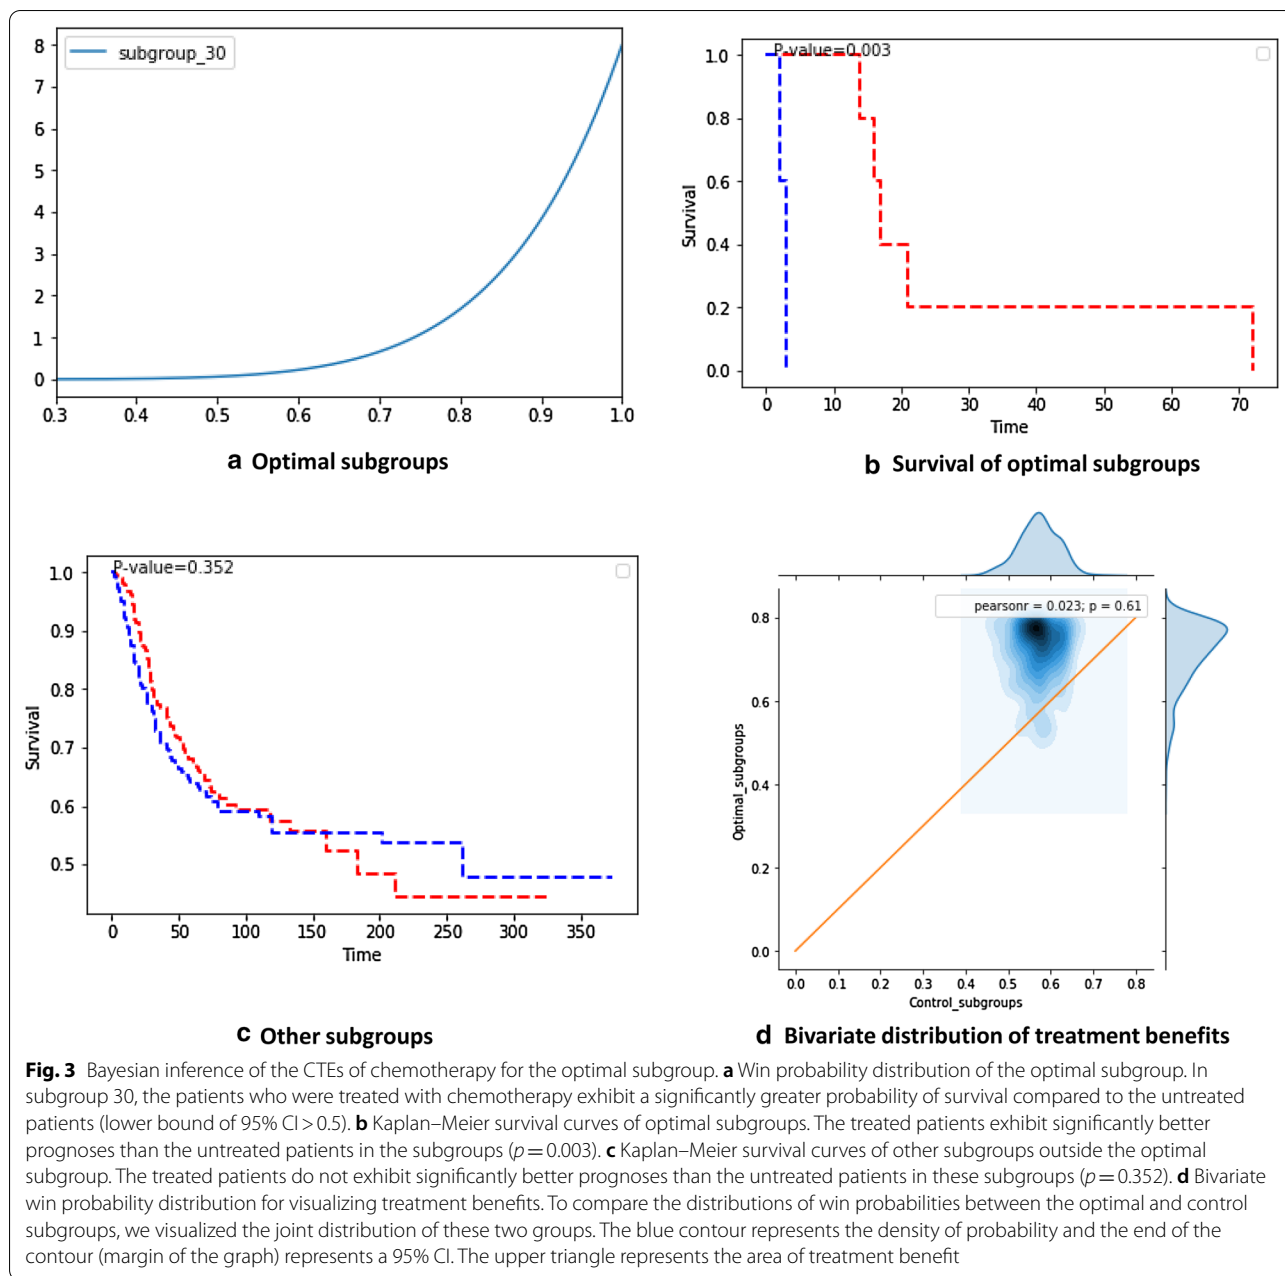 subgroup_30
8
7
6
5
4
3
2
1
0
0.3 0.4 0.5 0.6 0.7 0.8 0.9 1.0
a Optimal subgroups
P-value=0.003
1.0
0.8
0.6
0.4
0.2
0.0
Survival
0 10 20 30 40 50 60 70
Time
b Survival of optimal subgroups
P-value=0.352
1.0
0.9
0.8
0.7
0.6
0.5
Survival
0 50 100 150 200 250 300 350
Time
c Other subgroups
pearsonr = 0.023; p = 0.61
0.8
0.6
0.4
0.2
0.0
Optimal_subgroups
0.0 0.1 0.2 0.3 0.4 0.5 0.6 0.7 0.8
Control_subgroups
d Bivariate distribution of treatment benefits
Fig. 3 Bayesian inference of the CTEs of chemotherapy for the optimal subgroup. a Win probability distribution of the optimal subgroup. In
subgroup 30, the patients who were treated with chemotherapy exhibit a significantly greater probability of survival compared to the untreated
patients (lower bound of 95% CI > 0.5). b Kaplan–Meier survival curves of optimal subgroups. The treated patients exhibit significantly better
prognoses than the untreated patients in the subgroups (p = 0.003). c Kaplan–Meier survival curves of other subgroups outside the optimal
subgroup. The treated patients do not exhibit significantly better prognoses than the untreated patients in these subgroups (p = 0.352). d Bivariate
win probability distribution for visualizing treatment benefits. To compare the distributions of win probabilities between the optimal and control
subgroups, we visualized the joint distribution of these two groups. The blue contour represents the density of probability and the end of the
contour (margin of the graph) represents a 95% CI. The upper triangle represents the area of treatment benefit